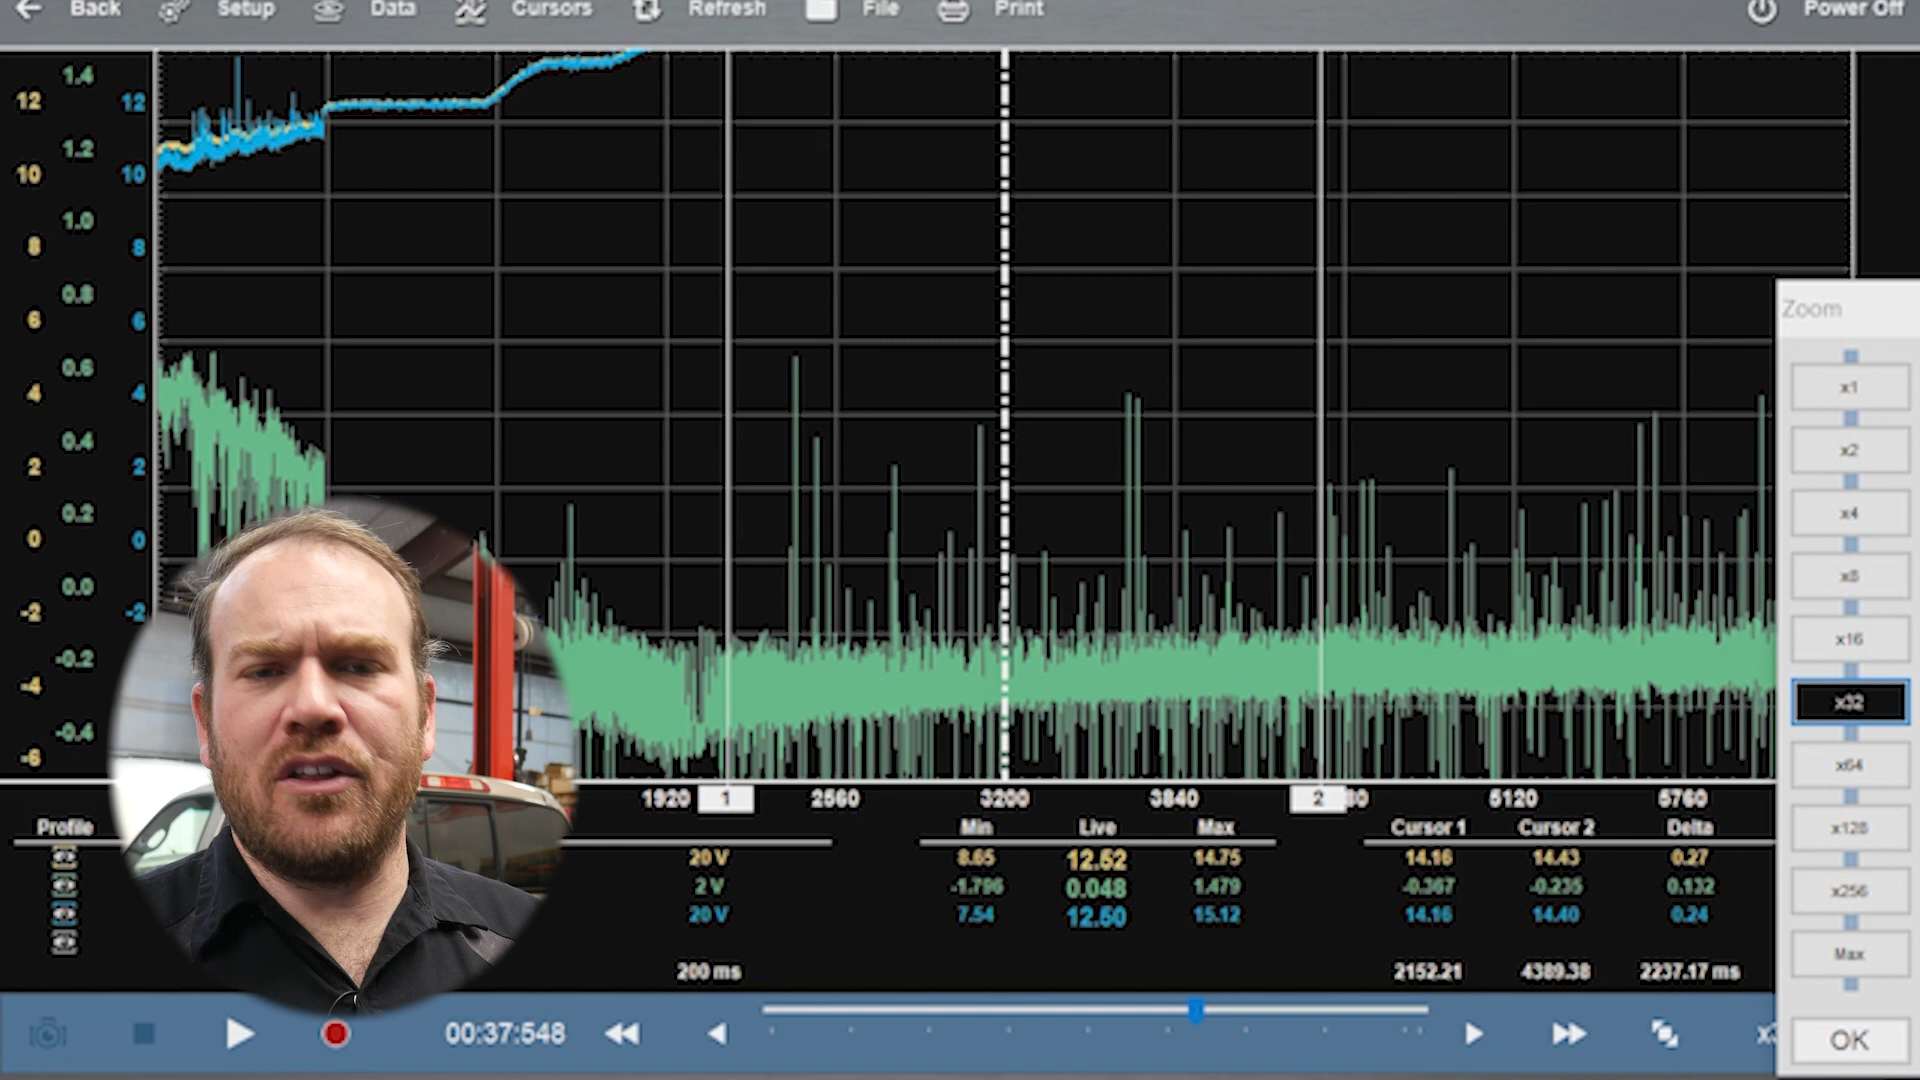 Back Setup Data Cursors Refresh File Print Power Off
1.4
12 12
1.2
10 10
1.0
8 8
0.8
6 6
0.6
4 4
0.4
2 2
0.2
0 0
0.0
-2 -2
-0.2
-4
-0.4
-6
Zoom
x1
x2
x4
x8
x16
x32
x64
x128
x256
Max
OK
1920 1 2560 3200 3840 2 80 5120 5760
Profile Min Live Max Cursor 1 Cursor 2 Delta
20 V 8.65 12.52 14.75 14.16 14.43 0.27
2 V -1.796 0.048 1.479 -0.367 -0.235 0.132
20 V 7.54 12.50 15.12 14.16 14.40 0.24
200 ms 2152.21 4389.38 2237.17 ms
00:37:548